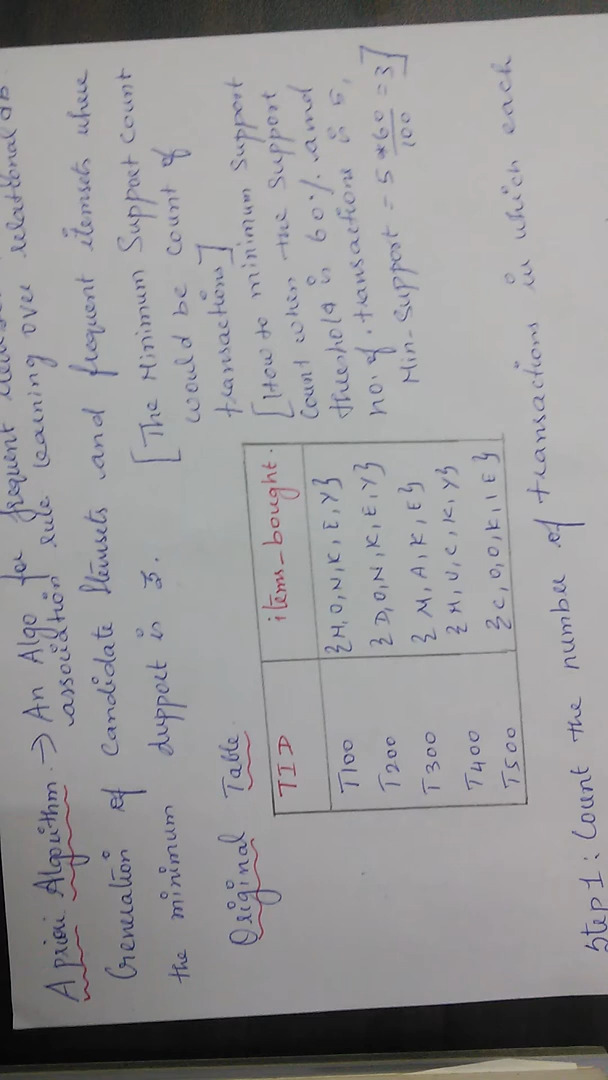 Apriori Algorithm. → An Algo for frequent
association rule learning over relational DB.
Generation of Candidate Itemsets and frequent itemsets where
the minimum support is 3.
[The Minimum Support Count
would be count of
transactions]
[How to minimum Support
Count when the Support
threshold is 60% and
no. of. transactions is 5,
Min-Support = 5*60/100 = 3]
Original Table.
TID items_bought.
T100 {M,O,N,K,E,Y}
T200 {D,O,N,K,E,Y}
T300 {M,A,K,E}
T400 {M,U,C,K,Y}
T500 {C,O,O,K,I,E}
Step 1: Count the number of transactions in which each